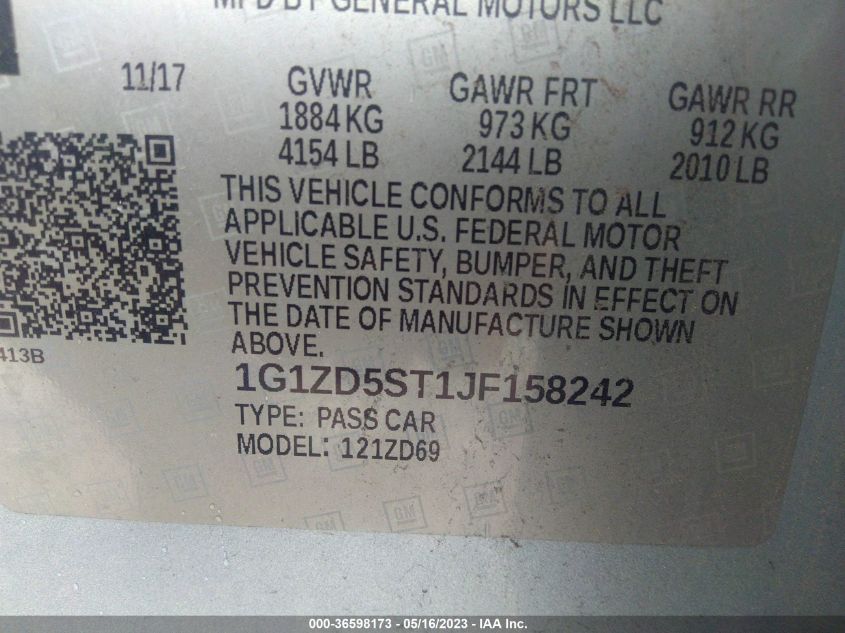 MFD BY GENERAL MOTORS LLC
11/17 GVWR GAWR FRT GAWR RR
1884 KG 973 KG 912 KG
4154 LB 2144 LB 2010 LB
THIS VEHICLE CONFORMS TO ALL
APPLICABLE U.S. FEDERAL MOTOR
VEHICLE SAFETY, BUMPER, AND THEFT
PREVENTION STANDARDS IN EFFECT ON
THE DATE OF MANUFACTURE SHOWN
ABOVE.
413B
1G1ZD5ST1JF158242
TYPE: PASS CAR
MODEL: 121ZD69
GM
000-36598173 - 05/16/2023 - IAA Inc.